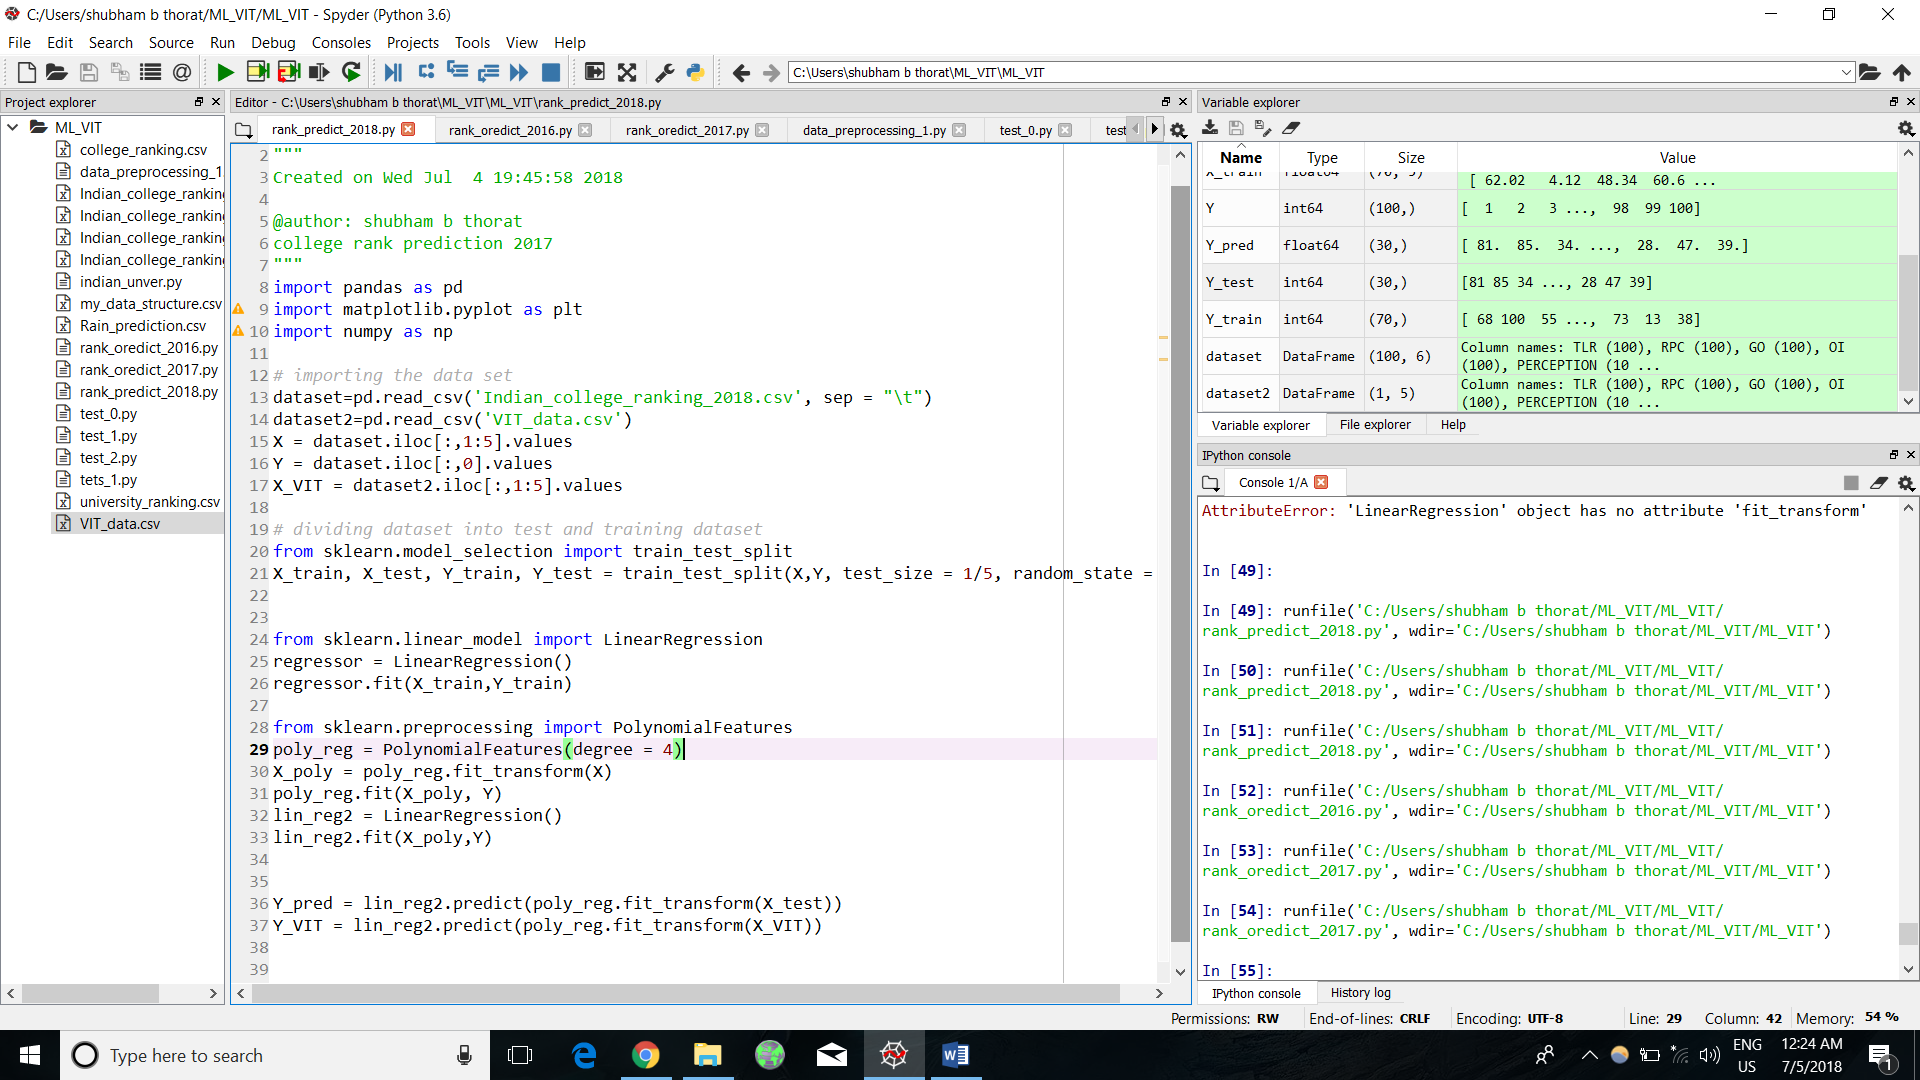 C:/Users/shubham b thorat/ML_VIT/ML_VIT - Spyder (Python 3.6)
File Edit Search Source Run Debug Consoles Projects Tools View Help
C:\Users\shubham b thorat\ML_VIT\ML_VIT
Project explorer
ML_VIT
college_ranking.csv
data_preprocessing_1
Indian_college_rankin
Indian_college_rankin
Indian_college_rankin
Indian_college_rankin
indian_unver.py
my_data_structure.csv
Rain_prediction.csv
rank_oredict_2016.py
rank_oredict_2017.py
rank_predict_2018.py
test_0.py
test_1.py
test_2.py
tets_1.py
university_ranking.csv
VIT_data.csv
Editor - C:\Users\shubham b thorat\ML_VIT\ML_VIT\rank_predict_2018.py
rank_predict_2018.py rank_oredict_2016.py rank_oredict_2017.py data_preprocessing_1.py test_0.py test
2 """
3 Created on Wed Jul  4 19:45:58 2018
4
5 @author: shubham b thorat
6 college rank prediction 2017
7 """
8 import pandas as pd
9 import matplotlib.pyplot as plt
10 import numpy as np
11
12 # importing the data set
13 dataset=pd.read_csv('Indian_college_ranking_2018.csv', sep = "\t")
14 dataset2=pd.read_csv('VIT_data.csv')
15 X = dataset.iloc[:,1:5].values
16 Y = dataset.iloc[:,0].values
17 X_VIT = dataset2.iloc[:,1:5].values
18
19 # dividing dataset into test and training dataset
20 from sklearn.model_selection import train_test_split
21 X_train, X_test, Y_train, Y_test = train_test_split(X,Y, test_size = 1/5, random_state =
22
23
24 from sklearn.linear_model import LinearRegression
25 regressor = LinearRegression()
26 regressor.fit(X_train,Y_train)
27
28 from sklearn.preprocessing import PolynomialFeatures
29 poly_reg = PolynomialFeatures(degree = 4)
30 X_poly = poly_reg.fit_transform(X)
31 poly_reg.fit(X_poly, Y)
32 lin_reg2 = LinearRegression()
33 lin_reg2.fit(X_poly,Y)
34
35
36 Y_pred = lin_reg2.predict(poly_reg.fit_transform(X_test))
37 Y_VIT = lin_reg2.predict(poly_reg.fit_transform(X_VIT))
38
39
Variable explorer
Name Type Size Value
X_train float64 (70, 5) [ 62.02   4.12  48.34  60.6 ...
Y int64 (100,) [  1   2   3 ...,  98  99 100]
Y_pred float64 (30,) [ 81.  85.  34. ...,  28.  47.  39.]
Y_test int64 (30,) [81 85 34 ..., 28 47 39]
Y_train int64 (70,) [ 68 100  55 ...,  73  13  38]
dataset DataFrame (100, 6) Column names: TLR (100), RPC (100), GO (100), OI
(100), PERCEPTION (10 ...
dataset2 DataFrame (1, 5) Column names: TLR (100), RPC (100), GO (100), OI
(100), PERCEPTION (10 ...
Variable explorer File explorer Help
IPython console
Console 1/A
AttributeError: 'LinearRegression' object has no attribute 'fit_transform'
In [49]:
In [49]: runfile('C:/Users/shubham b thorat/ML_VIT/ML_VIT/
rank_predict_2018.py', wdir='C:/Users/shubham b thorat/ML_VIT/ML_VIT')
In [50]: runfile('C:/Users/shubham b thorat/ML_VIT/ML_VIT/
rank_predict_2018.py', wdir='C:/Users/shubham b thorat/ML_VIT/ML_VIT')
In [51]: runfile('C:/Users/shubham b thorat/ML_VIT/ML_VIT/
rank_predict_2018.py', wdir='C:/Users/shubham b thorat/ML_VIT/ML_VIT')
In [52]: runfile('C:/Users/shubham b thorat/ML_VIT/ML_VIT/
rank_oredict_2016.py', wdir='C:/Users/shubham b thorat/ML_VIT/ML_VIT')
In [53]: runfile('C:/Users/shubham b thorat/ML_VIT/ML_VIT/
rank_oredict_2017.py', wdir='C:/Users/shubham b thorat/ML_VIT/ML_VIT')
In [54]: runfile('C:/Users/shubham b thorat/ML_VIT/ML_VIT/
rank_oredict_2017.py', wdir='C:/Users/shubham b thorat/ML_VIT/ML_VIT')
In [55]:
IPython console History log
Permissions: RW End-of-lines: CRLF Encoding: UTF-8 Line: 29 Column: 42 Memory: 54 %
Type here to search
ENG
US
12:24 AM
7/5/2018
1